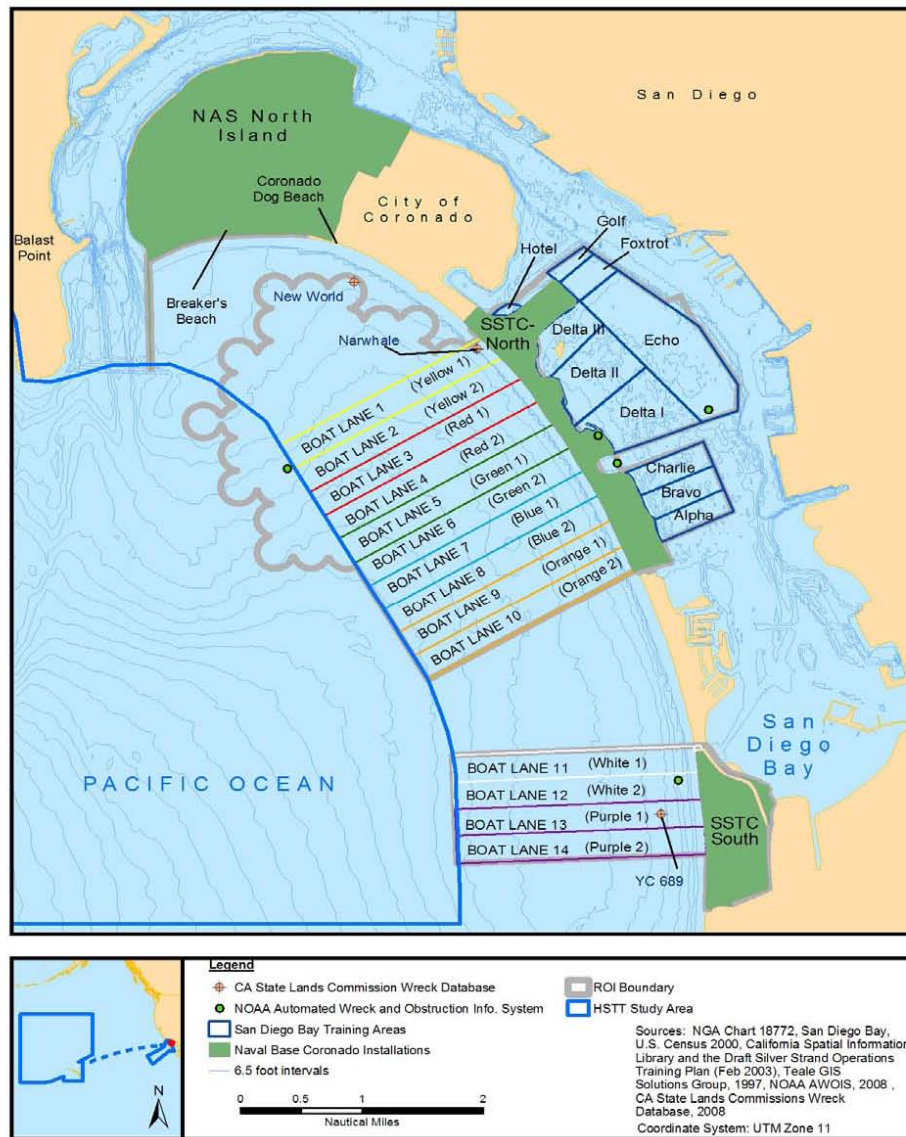 San Diego
NAS North
Island
Coronado
Dog Beach
City of
Coronado
Golf
Foxtrot
Hotel
Balast
Point
Breaker's
Beach
New World
Narwhale
SSTC-
North
Delta III
Echo
Delta II
Delta I
Charlie
Bravo
Alpha
BOAT LANE 1 (Yellow 1)
BOAT LANE 2 (Yellow 2)
BOAT LANE 3 (Red 1)
BOAT LANE 4 (Red 2)
BOAT LANE 5 (Green 1)
BOAT LANE 6 (Green 2)
BOAT LANE 7 (Blue 1)
BOAT LANE 8 (Blue 2)
BOAT LANE 9 (Orange 1)
BOAT LANE 10 (Orange 2)
San
Diego
Bay
PACIFIC OCEAN
BOAT LANE 11 (White 1)
BOAT LANE 12 (White 2)
BOAT LANE 13 (Purple 1)
BOAT LANE 14 (Purple 2)
SSTC
South
YC 689
Legend
CA State Lands Commission Wreck Database
NOAA Automated Wreck and Obstruction Info. System
San Diego Bay Training Areas
Naval Base Coronado Installations
6.5 foot intervals
ROI Boundary
HSTT Study Area
N
0 0.5 1 2
Nautical Miles
Sources: NGA Chart 18772, San Diego Bay,
U.S. Census 2000, California Spatial Information
Library and the Draft Silver Strand Operations
Training Plan (Feb 2003), Teale GIS
Solutions Group, 1997, NOAA AWOIS, 2008 ,
CA State Lands Commissions Wreck
Database, 2008
Coordinate System: UTM Zone 11